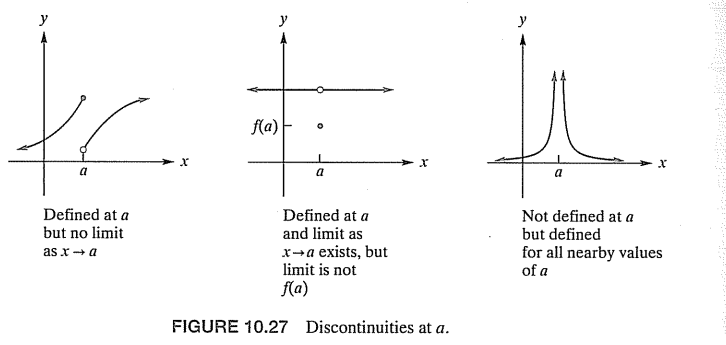 y
x
a
Defined at a
but no limit
as x → a
y
f(a)
x
a
Defined at a
and limit as
x→a exists, but
limit is not
f(a)
y
x
a
Not defined at a
but defined
for all nearby values
of a
FIGURE 10.27 Discontinuities at a.